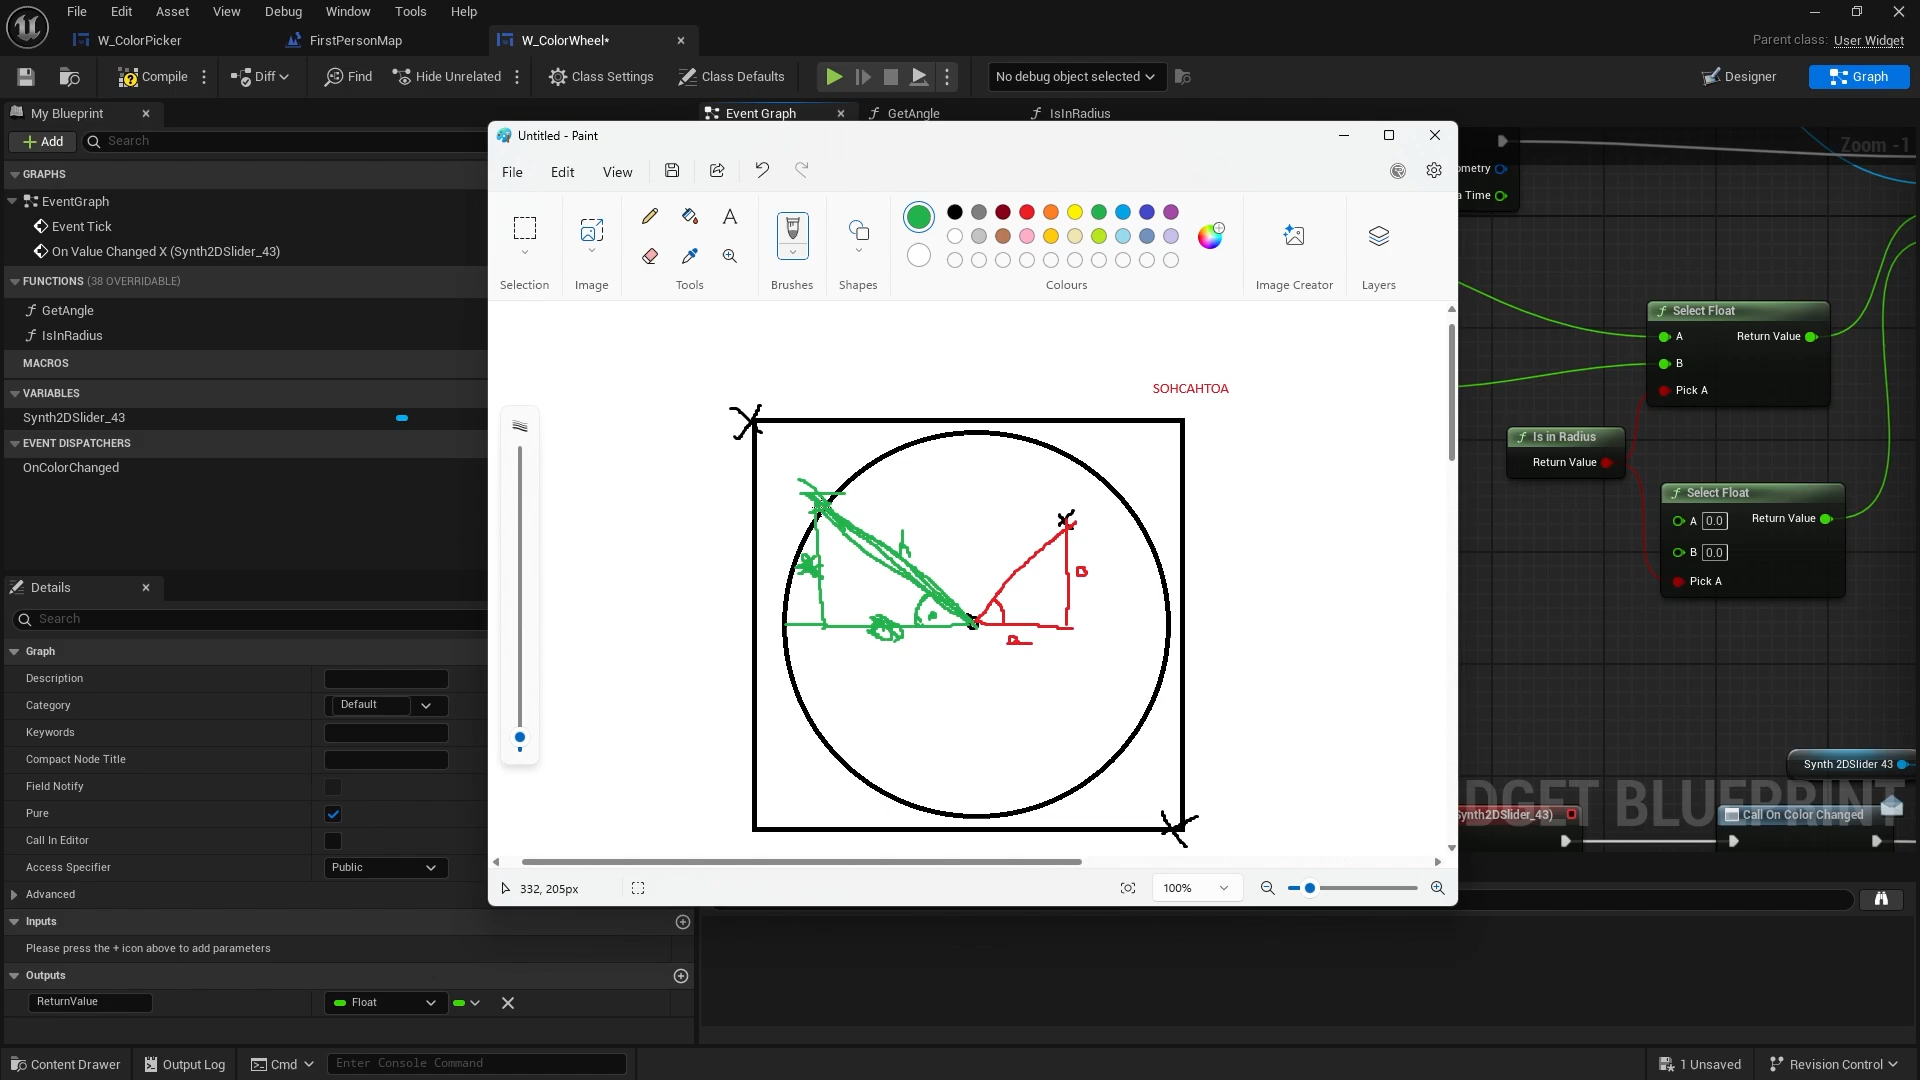 File Edit Asset View Debug Window Tools Help
W_ColorPicker FirstPersonMap W_ColorWheel*
Parent class: User Widget
Compile Diff Find Hide Unrelated Class Settings Class Defaults No debug object selected Designer Graph
My Blueprint Event Graph GetAngle IsInRadius
Add Search
GRAPHS
EventGraph
Event Tick
On Value Changed X (Synth2DSlider_43)
FUNCTIONS (38 OVERRIDABLE)
GetAngle
IsInRadius
MACROS
VARIABLES
Synth2DSlider_43
EVENT DISPATCHERS
OnColorChanged
Details
Search
Graph
Description
Category Default
Keywords
Compact Node Title
Field Notify
Pure
Call In Editor
Access Specifier Public
Advanced
Inputs
Please press the + icon above to add parameters
Outputs
ReturnValue Float
Content Drawer Output Log Cmd Enter Console Command 1 Unsaved Revision Control
Untitled - Paint
File Edit View
Selection Image Tools Brushes Shapes Colours Image Creator Layers
SOHCAHTOA
h
332, 205px 100%
Zoom -1
ometry
a Time
Select Float
A Return Value
B
Pick A
Is in Radius
Return Value
Select Float
A 0.0 Return Value
B 0.0
Pick A
Synth 2DSlider 43
DGET BLUEPRINT
ynth2DSlider_43) Call On Color Changed